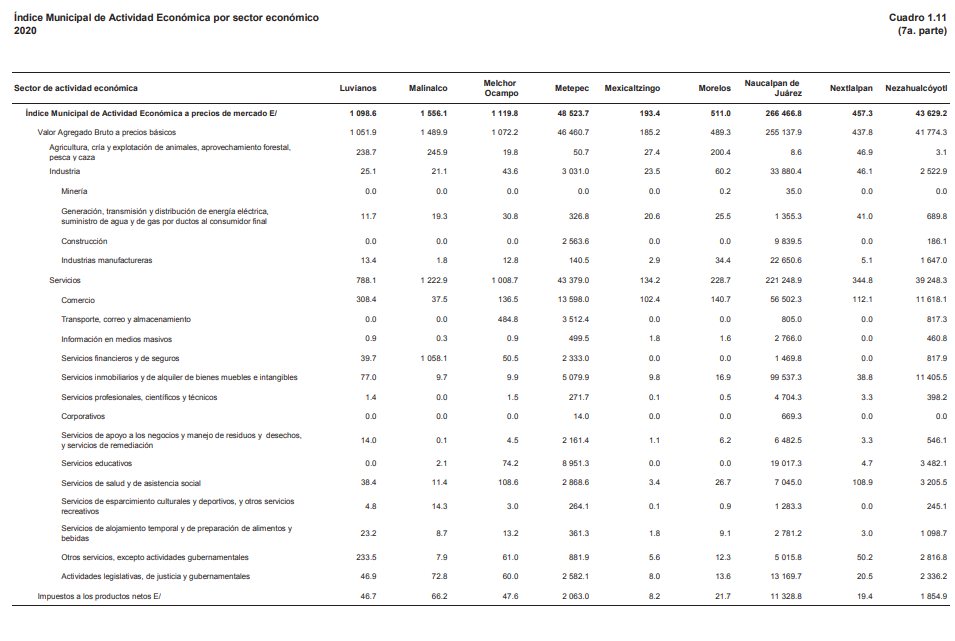 Índice Municipal de Actividad Económica por sector económico Cuadro 1.11
2020 (7a. parte)
Sector de actividad económica Luvianos Malinalco Melchor Ocampo Metepec Mexicaltzingo Morelos Naucalpan de Juárez Nextlalpan Nezahualcóyotl
Índice Municipal de Actividad Económica a precios de mercado E/ 1 098.6 1 556.1 1 119.8 48 523.7 193.4 511.0 266 466.8 457.3 43 629.2
Valor Agregado Bruto a precios básicos 1 051.9 1 489.9 1 072.2 46 460.7 185.2 489.3 255 137.9 437.8 41 774.3
Agricultura, cría y explotación de animales, aprovechamiento forestal,
pesca y caza 238.7 245.9 19.8 50.7 27.4 200.4 8.6 46.9 3.1
Industria 25.1 21.1 43.6 3 031.0 23.5 60.2 33 880.4 46.1 2 522.9
Minería 0.0 0.0 0.0 0.0 0.0 0.2 35.0 0.0 0.0
Generación, transmisión y distribución de energía eléctrica,
suministro de agua y de gas por ductos al consumidor final 11.7 19.3 30.8 326.8 20.6 25.5 1 355.3 41.0 689.8
Construcción 0.0 0.0 0.0 2 563.6 0.0 0.0 9 839.5 0.0 186.1
Industrias manufactureras 13.4 1.8 12.8 140.5 2.9 34.4 22 650.6 5.1 1 647.0
Servicios 788.1 1 222.9 1 008.7 43 379.0 134.2 228.7 221 248.9 344.8 39 248.3
Comercio 308.4 37.5 136.5 13 598.0 102.4 140.7 56 502.3 112.1 11 618.1
Transporte, correo y almacenamiento 0.0 0.0 484.8 3 512.4 0.0 0.0 805.0 0.0 817.3
Información en medios masivos 0.9 0.3 0.9 499.5 1.8 1.6 2 766.0 0.0 460.8
Servicios financieros y de seguros 39.7 1 058.1 50.5 2 333.0 0.0 0.0 1 469.8 0.0 817.9
Servicios inmobiliarios y de alquiler de bienes muebles e intangibles 77.0 9.7 9.9 5 079.9 9.8 16.9 99 537.3 38.8 11 405.5
Servicios profesionales, científicos y técnicos 1.4 0.0 1.5 271.7 0.1 0.5 4 704.3 3.3 398.2
Corporativos 0.0 0.0 0.0 14.0 0.0 0.0 669.3 0.0 0.0
Servicios de apoyo a los negocios y manejo de residuos y desechos,
y servicios de remediación 14.0 0.1 4.5 2 161.4 1.1 6.2 6 482.5 3.3 546.1
Servicios educativos 0.0 2.1 74.2 8 951.3 0.0 0.0 19 017.3 4.7 3 482.1
Servicios de salud y de asistencia social 38.4 11.4 108.6 2 868.6 3.4 26.7 7 045.0 108.9 3 205.5
Servicios de esparcimiento culturales y deportivos, y otros servicios
recreativos 4.8 14.3 3.0 264.1 0.1 0.9 1 283.3 0.0 245.1
Servicios de alojamiento temporal y de preparación de alimentos y
bebidas 23.2 8.7 13.2 361.3 1.8 9.1 2 781.2 3.0 1 098.7
Otros servicios, excepto actividades gubernamentales 233.5 7.9 61.0 881.9 5.6 12.3 5 015.8 50.2 2 816.8
Actividades legislativas, de justicia y gubernamentales 46.9 72.8 60.0 2 582.1 8.0 13.6 13 169.7 20.5 2 336.2
Impuestos a los productos netos E/ 46.7 66.2 47.6 2 063.0 8.2 21.7 11 328.8 19.4 1 854.9